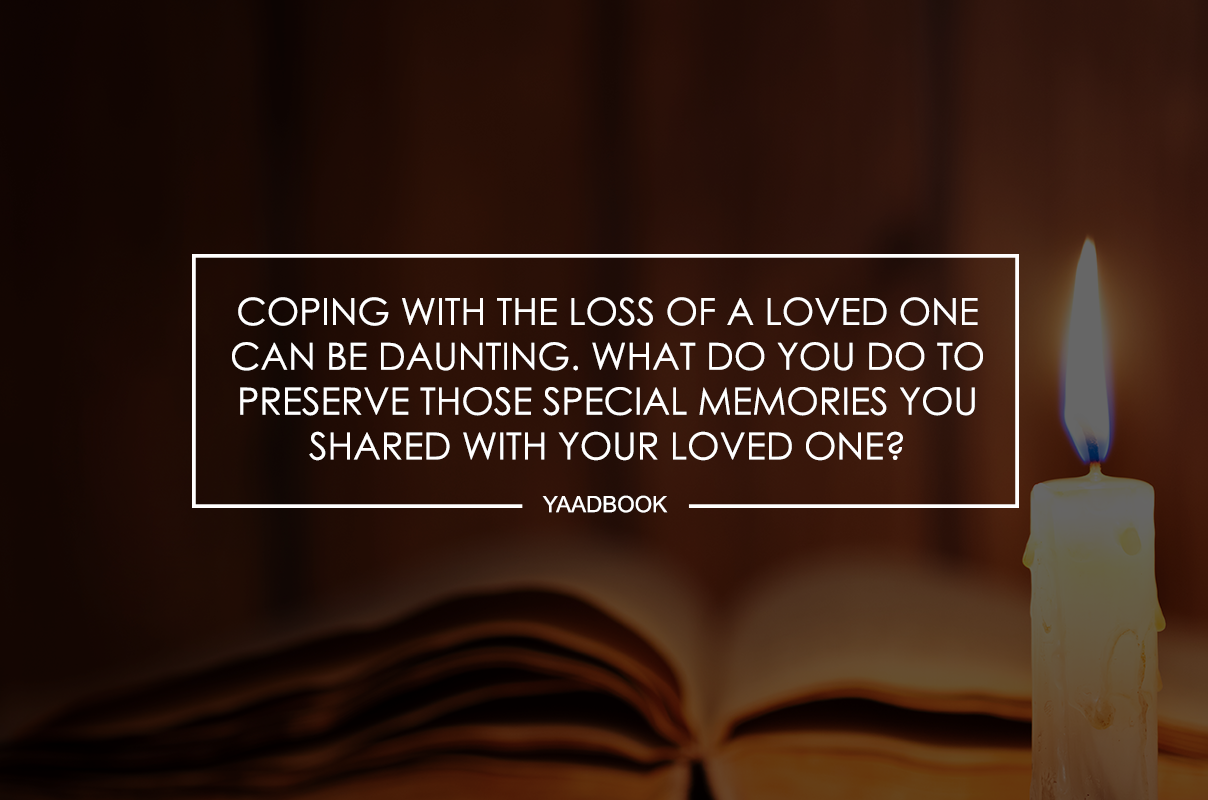 COPING WITH THE LOSS OF A LOVED ONE
CAN BE DAUNTING. WHAT DO YOU DO TO
PRESERVE THOSE SPECIAL MEMORIES YOU
SHARED WITH YOUR LOVED ONE?
YAADBOOK